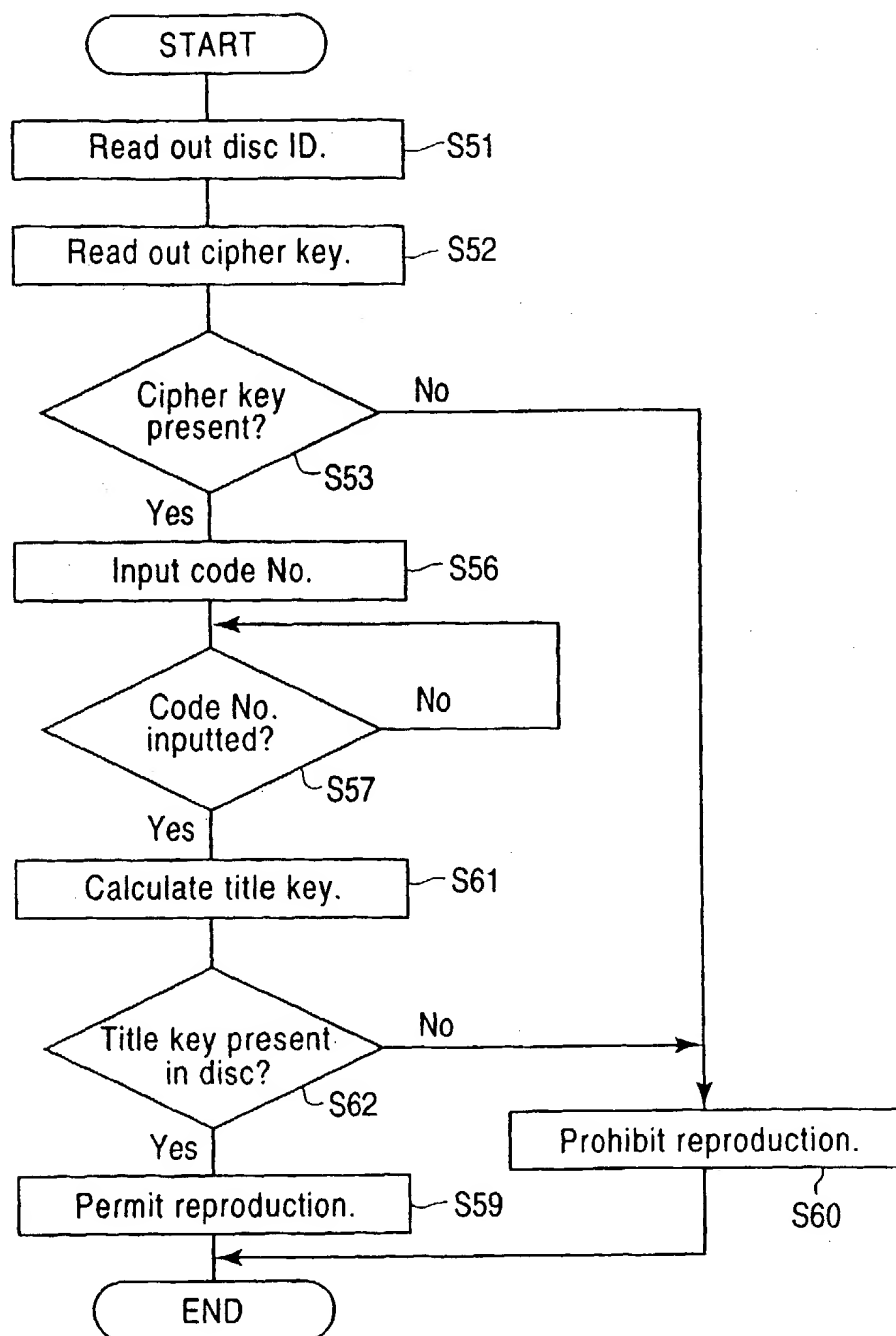 START
Read out disc ID.
S51
Read out cipher key.
S52
Cipher key
present?
No
S53
Yes
Input code No.
S56
Code No.
inputted?
No
S57
Yes
Calculate title key.
S61
Title key present
in disc?
No
S62
Yes
Prohibit reproduction.
S60
Permit reproduction.
S59
END